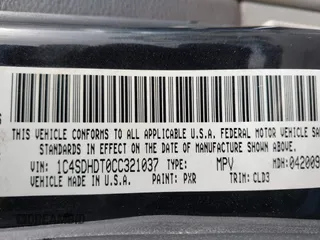 THIS VEHICLE CONFORMS TO ALL APPLICABLE U.S.A. FEDERAL MOTOR VEHICLE SA
STANDARDS IN EFFECT ON THE DATE OF MANUFACTURE SHOWN ABOVE.
VIN: 1C4SDHDT0CC321037 TYPE: MPV MDH: 042009
VEHICLE MADE IN U.S.A. PAINT: PXR TRIM: CLD3